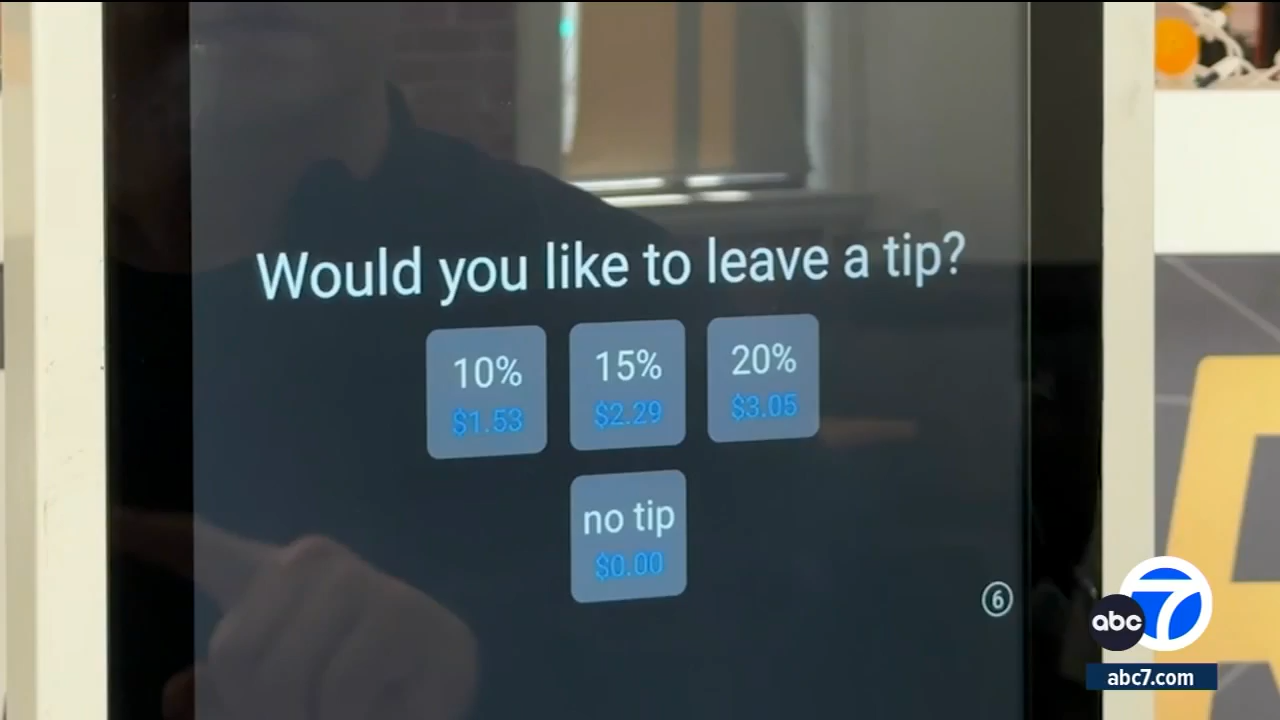 Would you like to leave a tip?
10% 15% 20%
$1.53 $2.29 $3.05
no tip
$0.00
6
abc 7
abc7.com